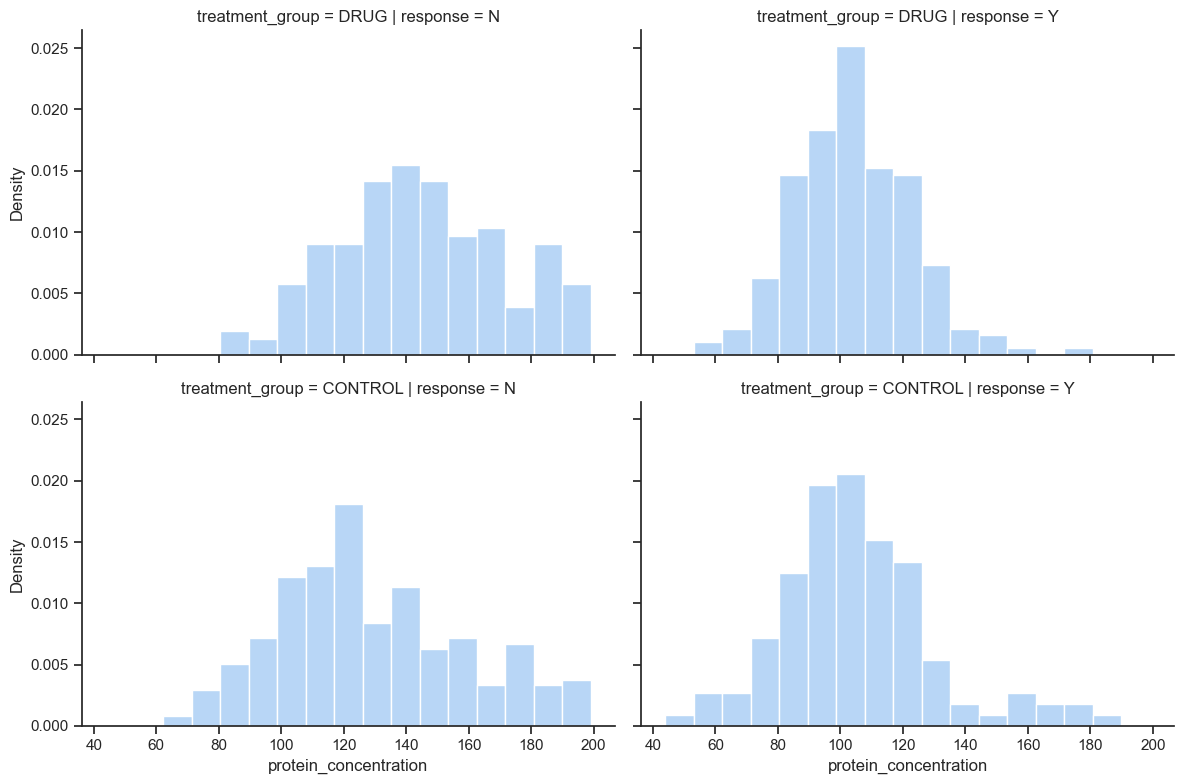 treatment_group = DRUG | response = N
treatment_group = DRUG | response = Y
0.025
0.020
0.015
0.010
0.005
0.000
Density
treatment_group = CONTROL | response = N
treatment_group = CONTROL | response = Y
0.025
0.020
0.015
0.010
0.005
0.000
Density
40 60 80 100 120 140 160 180 200
40 60 80 100 120 140 160 180 200
protein_concentration
protein_concentration